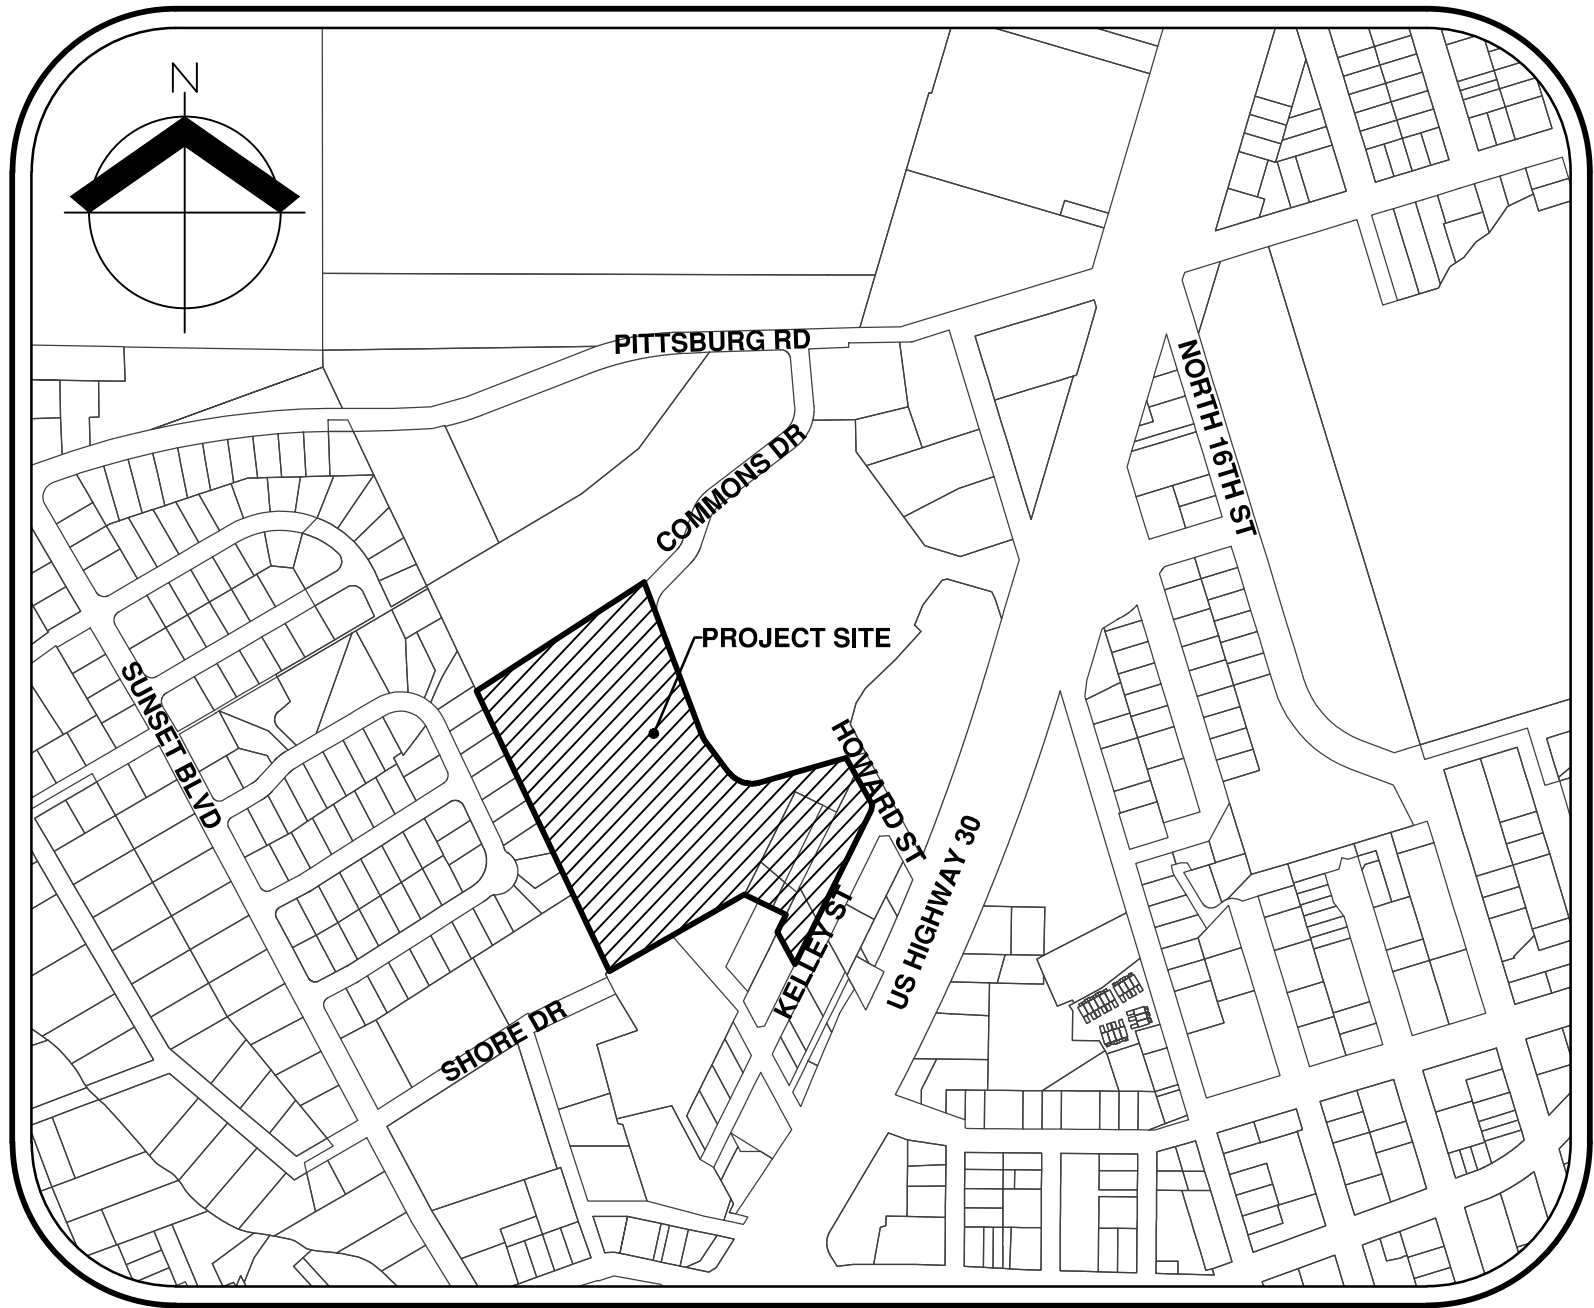 N
PITTSBURG RD
NORTH 16TH ST
COMMONS DR
PROJECT SITE
SUNSET BLVD
HOWARD ST
US HIGHWAY 30
KELLEY ST
SHORE DR